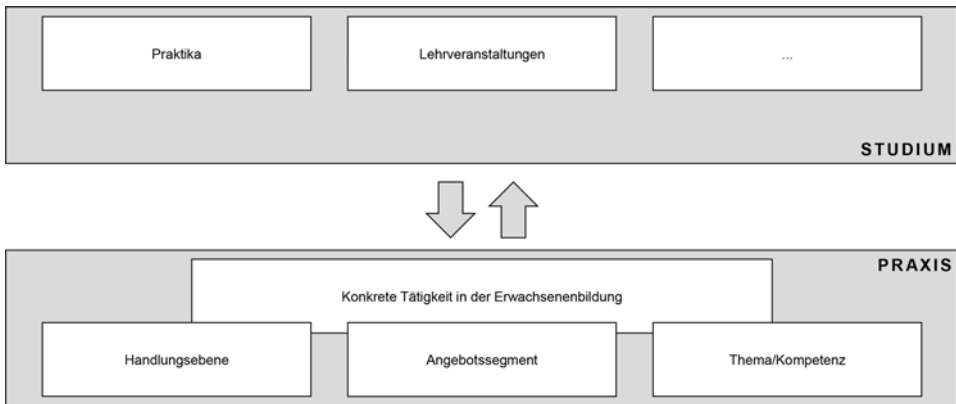 Praktika
Lehrveranstaltungen
...
STUDIUM
PRAXIS
Konkrete Tätigkeit in der Erwachsenenbildung
Handlungsebene
Angebotssegment
Thema/Kompetenz